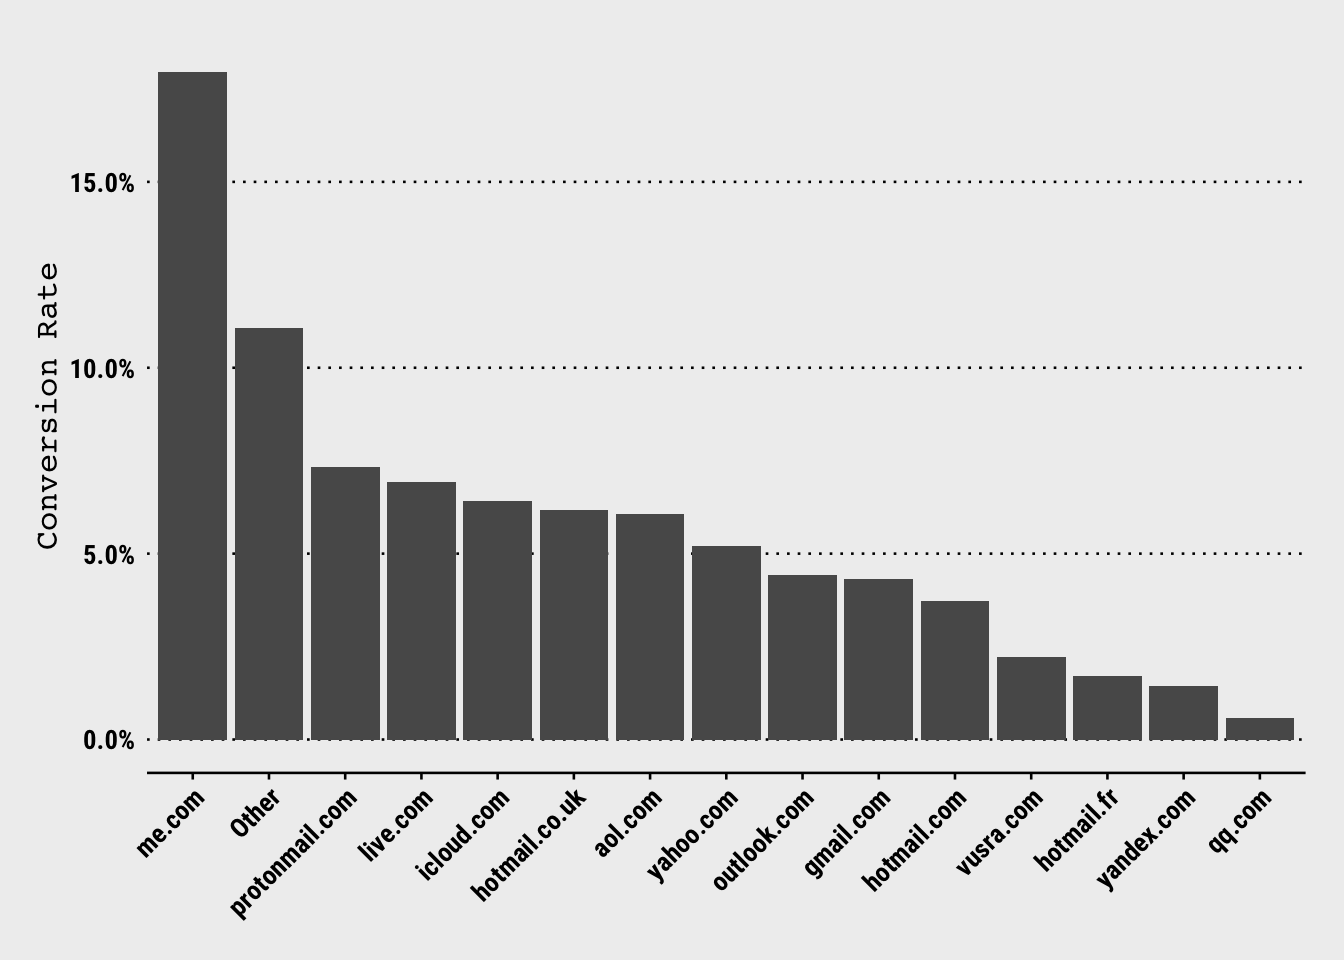 Conversion Rate
15.0%
10.0%
5.0%
0.0%
me.com
Other
protonmail.com
live.com
icloud.com
hotmail.co.uk
aol.com
yahoo.com
outlook.com
gmail.com
hotmail.com
vusra.com
hotmail.fr
yandex.com
qq.com